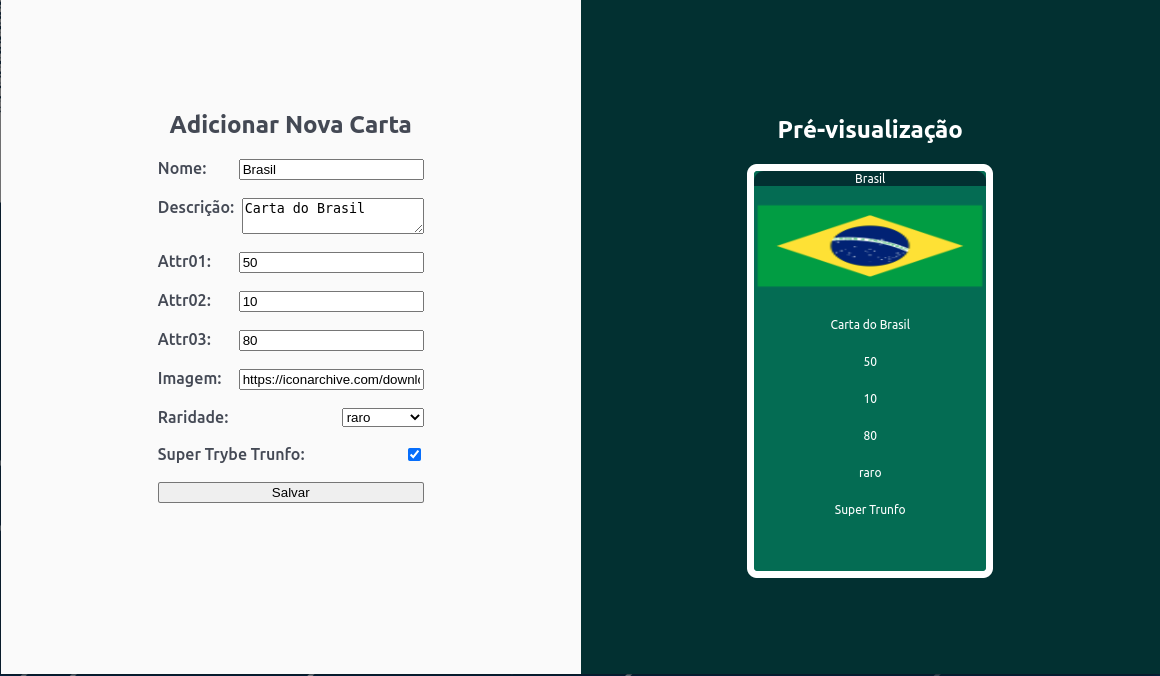 Adicionar Nova Carta
Nome: Brasil
Descrição: Carta do Brasil
Attr01: 50
Attr02: 10
Attr03: 80
Imagem: https://iconarchive.com/downl
Raridade: raro
Super Trybe Trunfo:
Salvar
Pré-visualização
Brasil
Carta do Brasil
50
10
80
raro
Super Trunfo